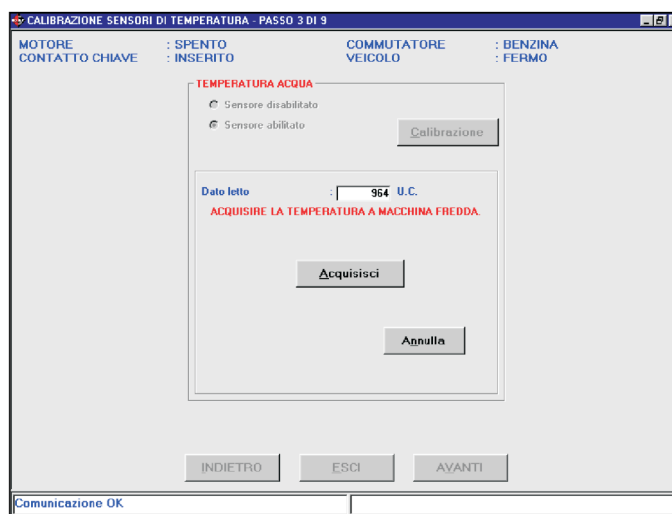 CALIBRAZIONE SENSORI DI TEMPERATURA - PASSO 3 DI 9
MOTORE : SPENTO COMMUTATORE : BENZINA
CONTATTO CHIAVE : INSERITO VEICOLO : FERMO
TEMPERATURA ACQUA
Sensore disabilitato
Sensore abilitato
Calibrazione
Dato letto : 964 U.C.
ACQUISIRE LA TEMPERATURA A MACCHINA FREDDA.
Acquisisci
Annulla
INDIETRO ESCI AVANTI
Comunicazione OK